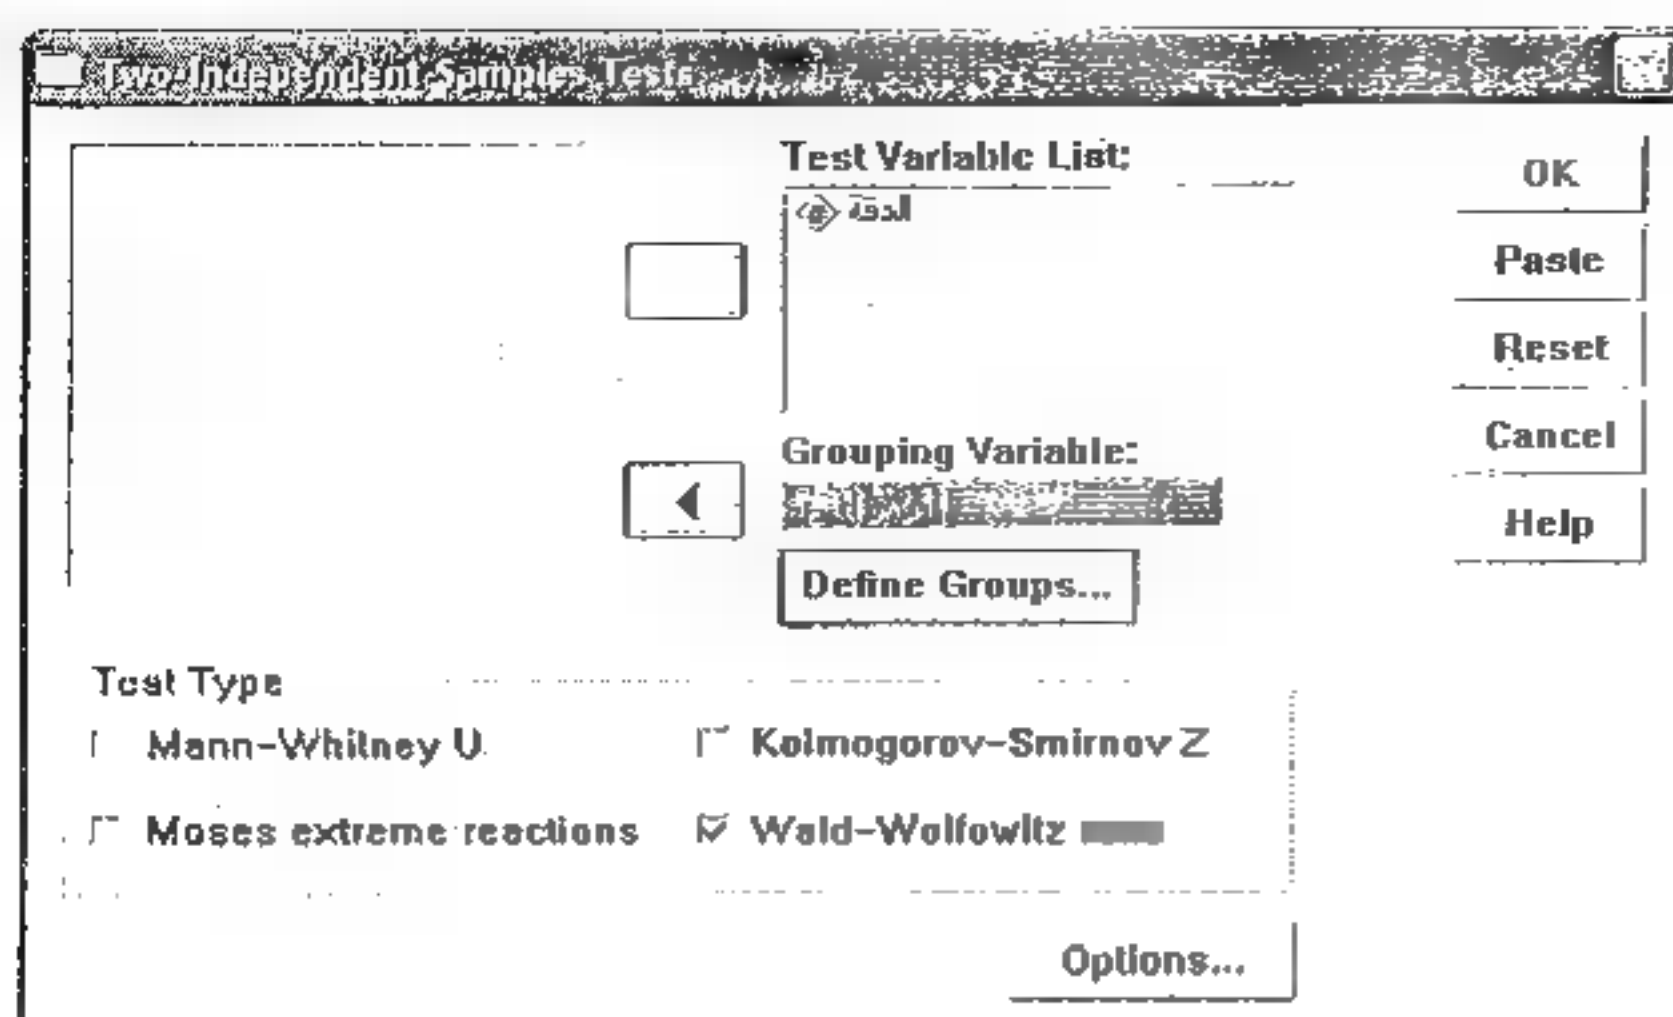 Two-Independent-Samples Tests
Test Variable List:
الدقة
OK
Paste
Reset
Cancel
Help
Grouping Variable:
Define Groups...
Test Type
Mann-Whitney U
Kolmogorov-Smirnov Z
Moses extreme reactions
Wald-Wolfowitz
Options...